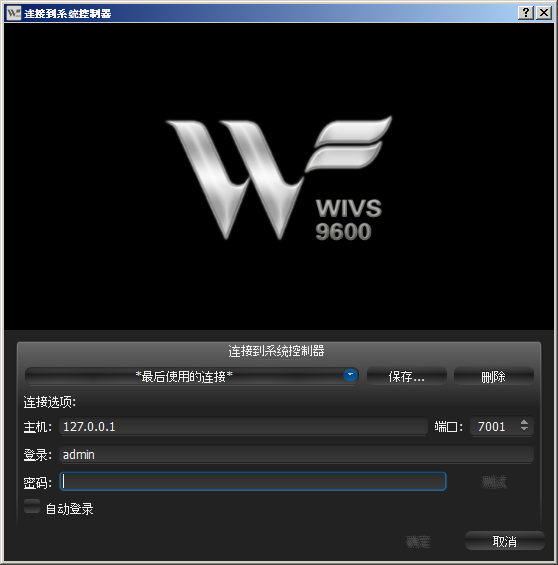 连接到系统控制器
WIVS
9600
连接到系统控制器
*最后使用的连接* 保存... 删除
连接选项:
主机: 127.0.0.1 端口: 7001
登录: admin
密码: 测试
自动登录
确定 取消